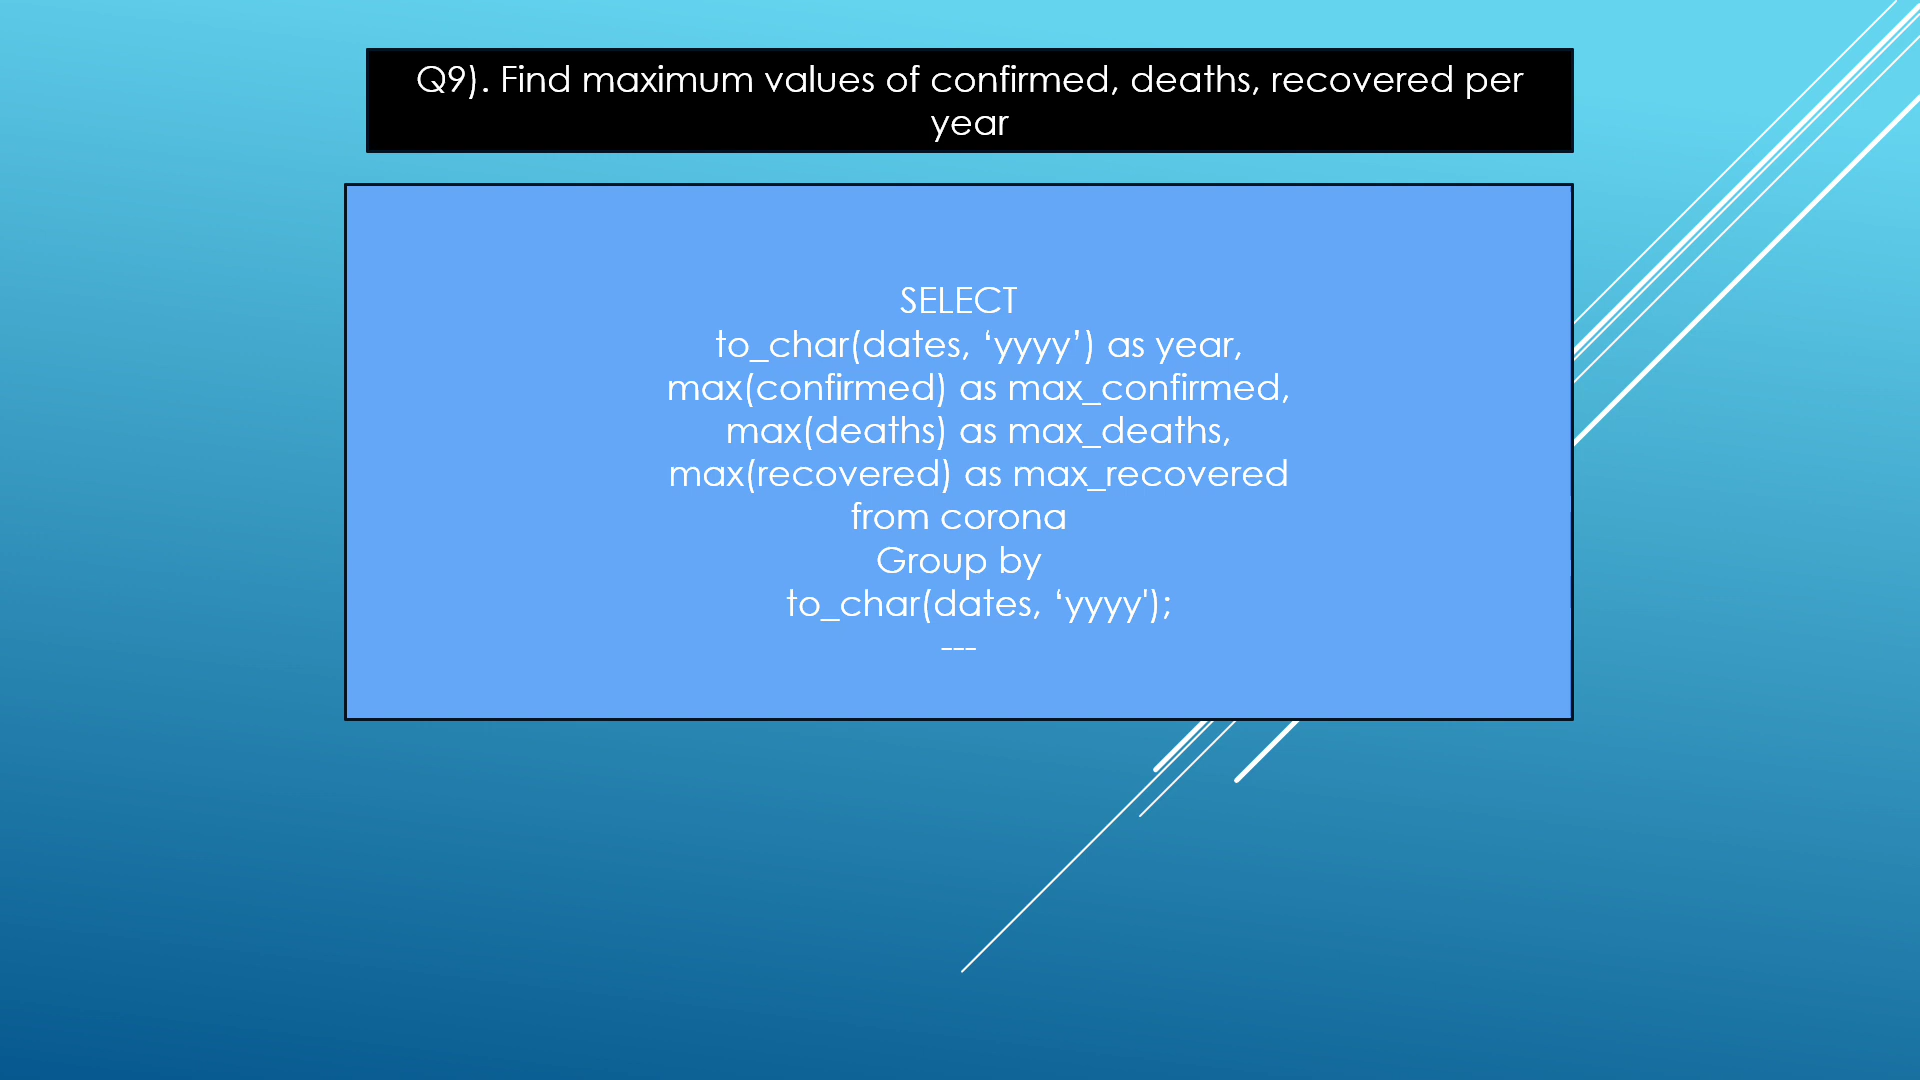 Q9). Find maximum values of confirmed, deaths, recovered per
year
SELECT
to_char(dates, ‘yyyy’) as year,
max(confirmed) as max_confirmed,
max(deaths) as max_deaths,
max(recovered) as max_recovered
from corona
Group by
to_char(dates, ‘yyyy');
---